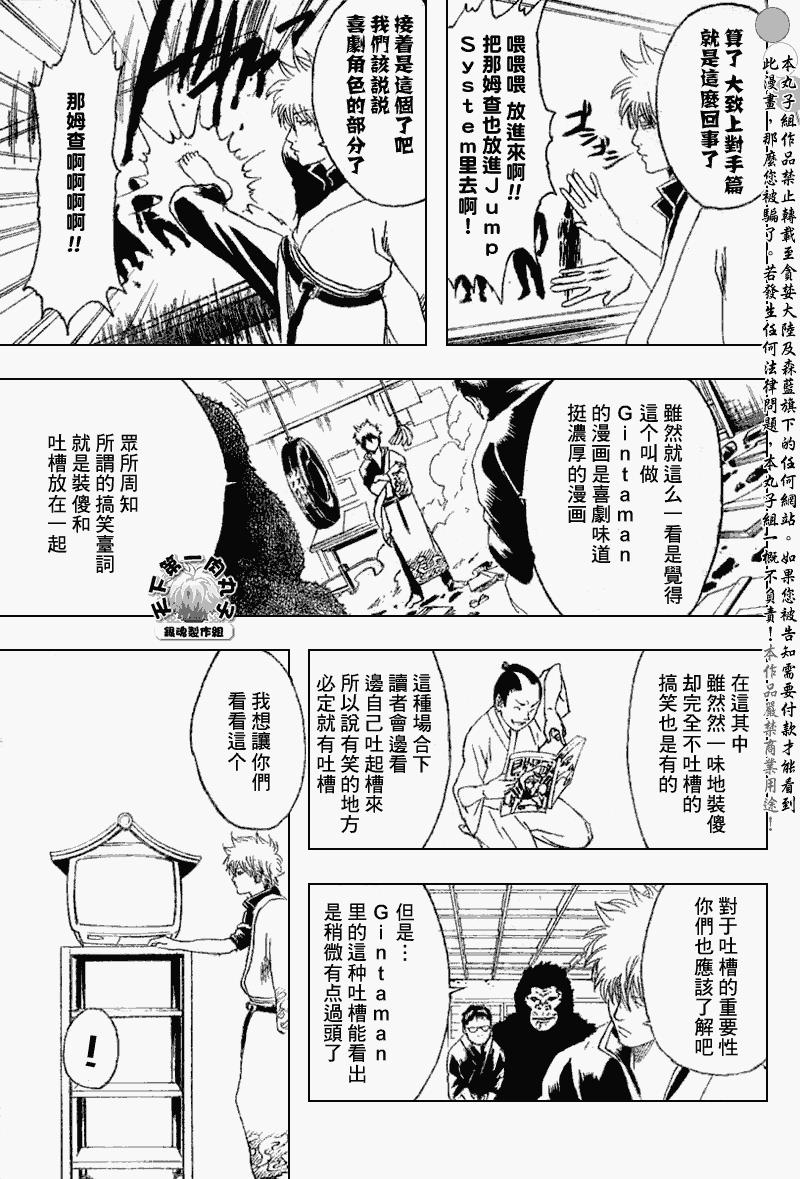 算了 大致上對手篇
就是這麼回事了
喂喂喂 放進來啊!!
把那姆查也放進Jump
System里去啊!
接着是這個了吧
我們該說說
喜劇角色的部分了
那姆查啊啊啊啊!!
雖然就這么一看是覺得
這个叫做
Gintaman
的漫画是喜劇味道
挺濃厚的漫画
眾所周知
所謂的搞笑臺詞
就是裝傻和
吐槽放在一起
天下第一肉丸子
銀魂製作組
在這其中
雖然然一味地裝傻
却完全不吐槽的
搞笑也是有的
這種場合下
讀者會邊看
邊自己吐起槽來
所以說有笑的地方
必定就有吐槽
我想讓你們
看看這个
!
對于吐槽的重要性
你們也應該了解吧
但是…
Gintaman
里的這种吐槽能看出
是稍微有点過頭了
本丸子組作品禁止轉載至貪婪大陸及森藍旗下的任何網站。如果您被告知需要付款才能看到
此漫畫,那麼您被騙了。若發生任何法律問題,本丸子組一概不負責!本作品嚴禁商業用途!